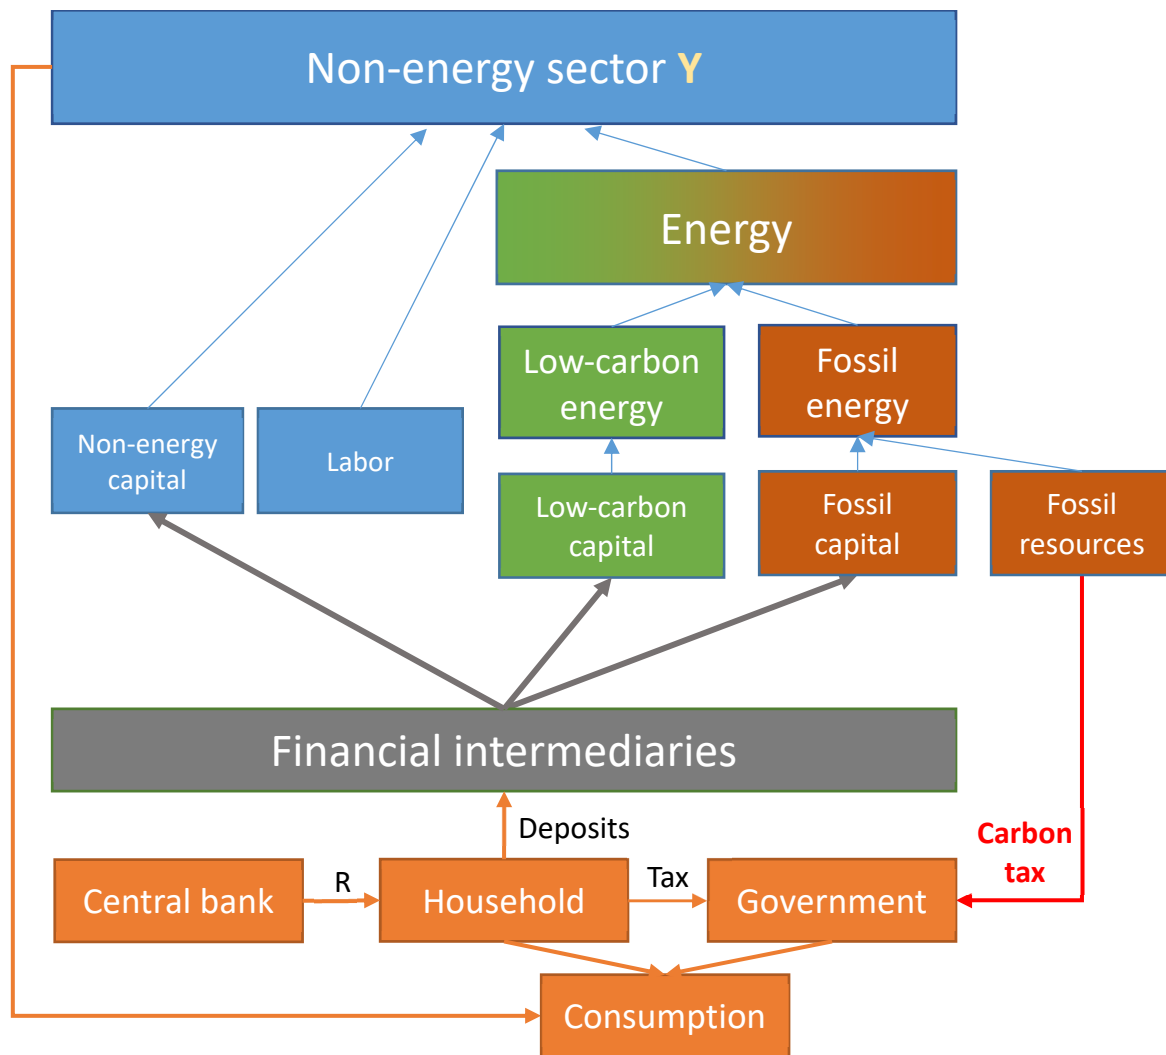 Non-energy sector Y
Energy
Low-carbon
energy
Fossil
energy
Non-energy
capital
Labor
Low-carbon
capital
Fossil
capital
Fossil
resources
Financial intermediaries
Deposits
Carbon
tax
Central bank
R
Household
Tax
Government
Consumption